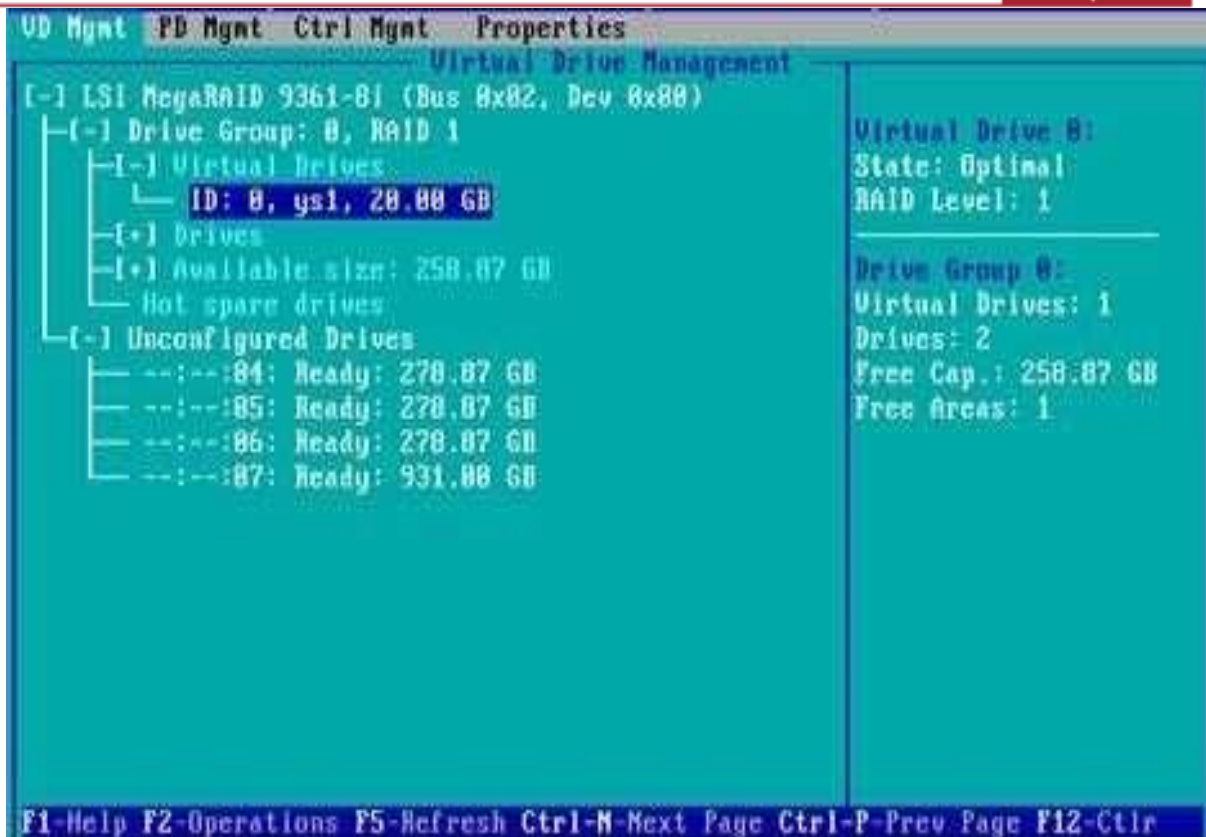 VD Mgmt PD Mgmt Ctrl Mgmt Properties
Virtual Drive Management
[-] LSI MegaRAID 9361-8i (Bus 0x02, Dev 0x00)
[-] Drive Group: 0, RAID 1
[-] Virtual Drives
ID: 0, ys1, 20.00 GB
[+] Drives
[+] Available size: 258.87 GB
Hot spare drives
[-] Unconfigured Drives
--:--:04: Ready: 278.87 GB
--:--:05: Ready: 278.87 GB
--:--:06: Ready: 278.87 GB
--:--:07: Ready: 931.00 GB
Virtual Drive 0:
State: Optimal
RAID Level: 1
Drive Group 0:
Virtual Drives: 1
Drives: 2
Free Cap.: 258.87 GB
Free Areas: 1
F1-Help F2-Operations F5-Refresh Ctrl-N-Next Page Ctrl-P-Prev Page F12-Ctlr